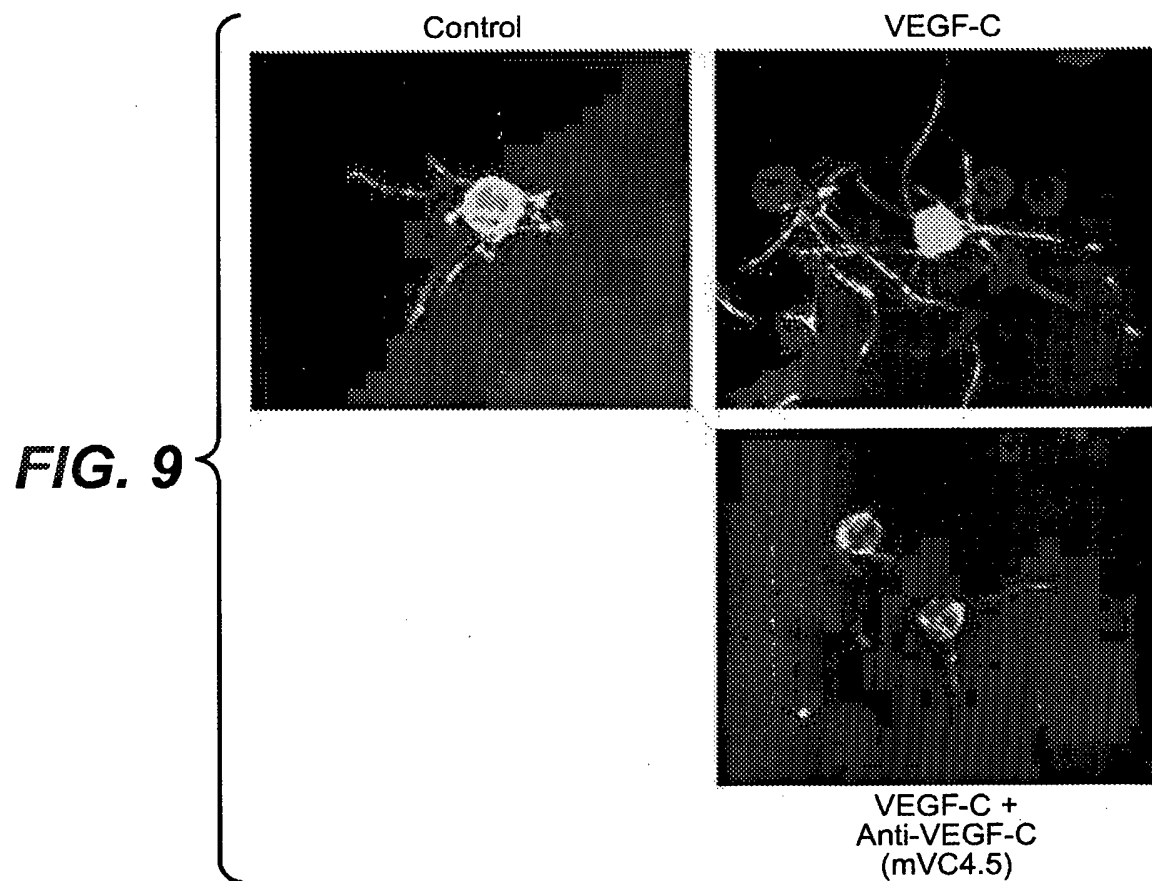 Control
VEGF-C
FIG. 9
VEGF-C +
Anti-VEGF-C
(mVC4.5)